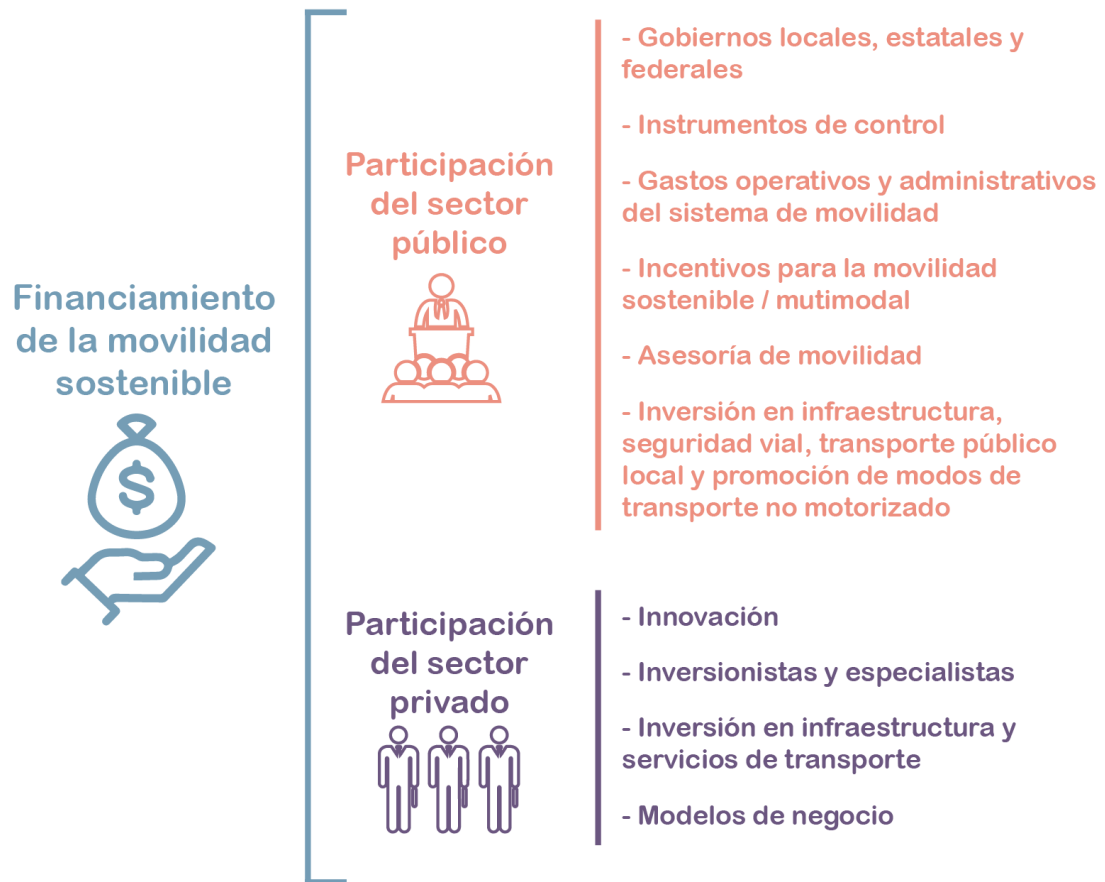 Financiamiento
de la movilidad
sostenible
$
Participación
del sector
público
- Gobiernos locales, estatales y
federales
- Instrumentos de control
- Gastos operativos y administrativos
del sistema de movilidad
- Incentivos para la movilidad
sostenible / mutimodal
- Asesoría de movilidad
- Inversión en infraestructura,
seguridad vial, transporte público
local y promoción de modos de
transporte no motorizado
Participación
del sector
privado
- Innovación
- Inversionistas y especialistas
- Inversión en infraestructura y
servicios de transporte
- Modelos de negocio